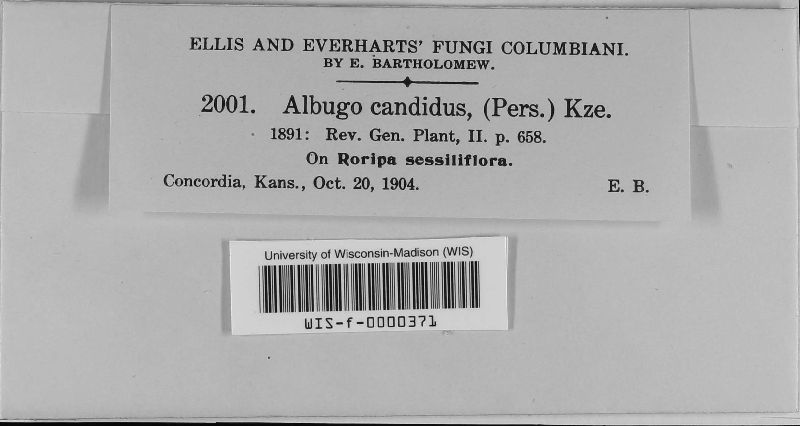 ELLIS AND EVERHARTS' FUNGI COLUMBIANI.
BY E. BARTHOLOMEW.
2001. Albugo candidus, (Pers.) Kze.
1891: Rev. Gen. Plant, II. p. 658.
On Roripa sessiliflora.
Concordia, Kans., Oct. 20, 1904. E. B.
University of Wisconsin-Madison (WIS)
WIS-f-0000371